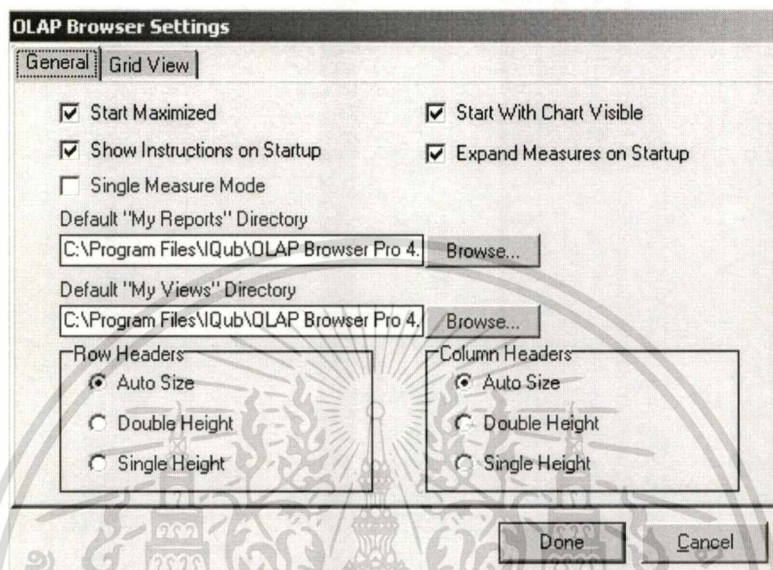 OLAP Browser Settings
General Grid View
Start Maximized Start With Chart Visible
Show Instructions on Startup Expand Measures on Startup
Single Measure Mode
Default "My Reports" Directory
C:\Program Files\IQub\OLAP Browser Pro 4. Browse...
Default "My Views" Directory
C:\Program Files\IQub\OLAP Browser Pro 4. Browse...
Row Headers Column Headers
Auto Size Auto Size
Double Height Double Height
Single Height Single Height
Done Cancel